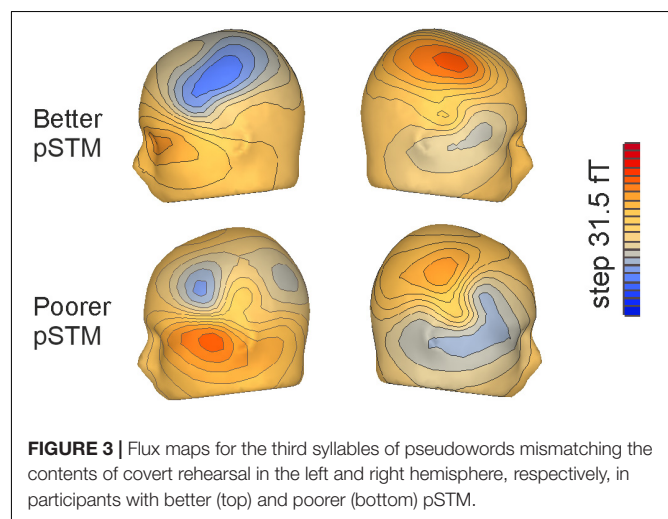 Better
pSTM
Poorer
pSTM
step 31.5 fT
FIGURE 3 | Flux maps for the third syllables of pseudowords mismatching the
contents of covert rehearsal in the left and right hemisphere, respectively, in
participants with better (top) and poorer (bottom) pSTM.